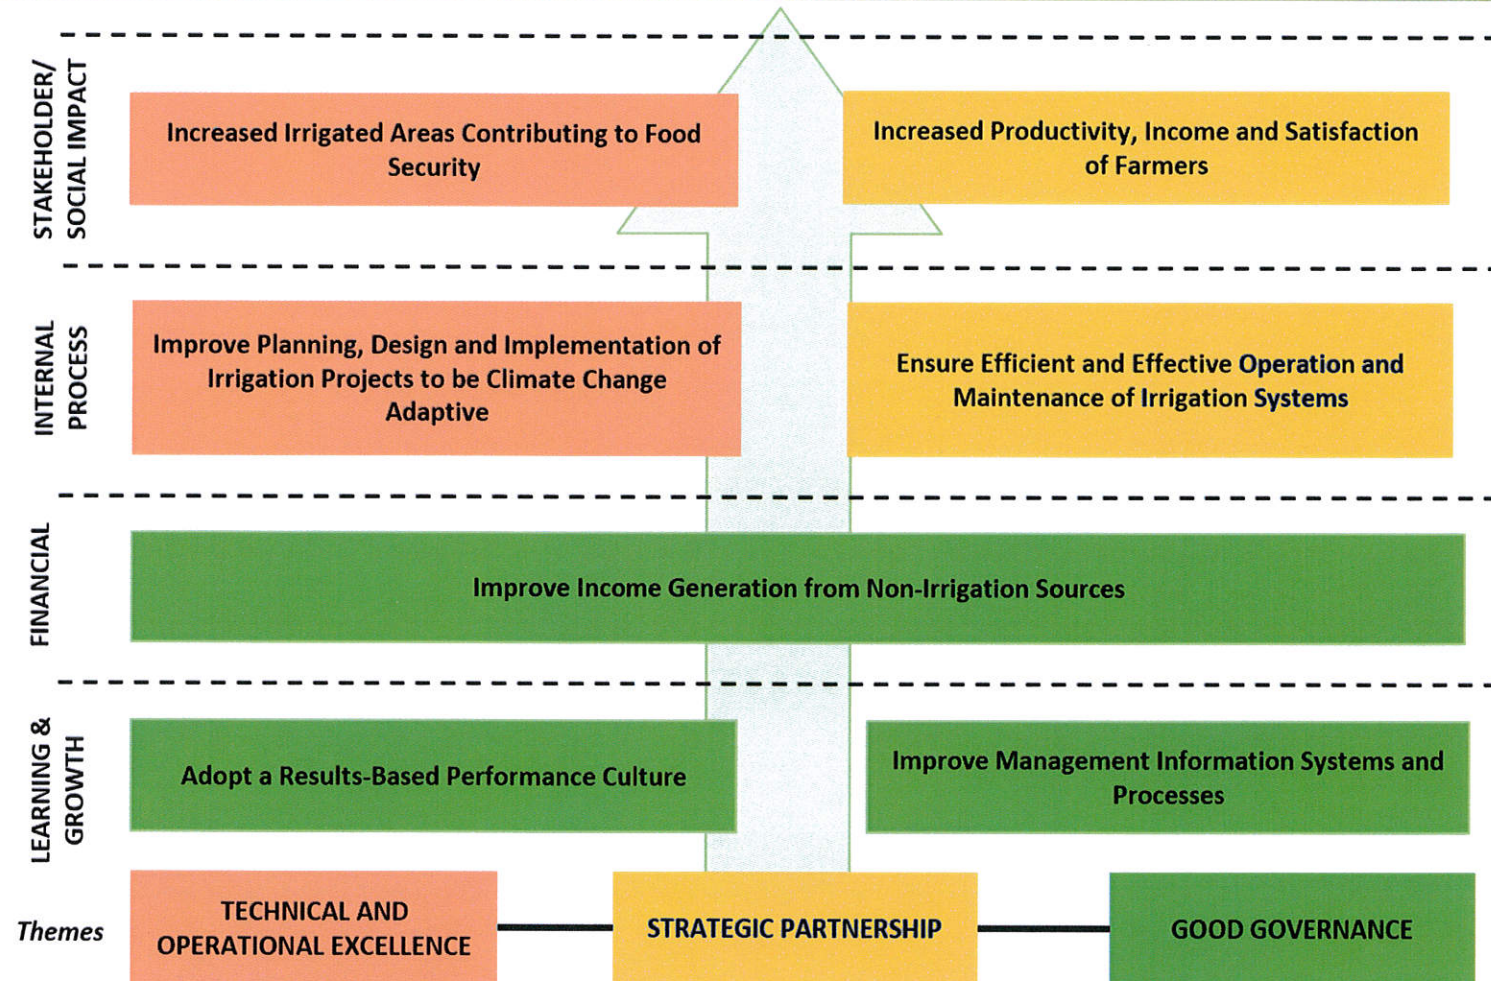 STAKEHOLDER/
SOCIAL IMPACT
Increased Irrigated Areas Contributing to Food
Security
Increased Productivity, Income and Satisfaction
of Farmers
INTERNAL
PROCESS
Improve Planning, Design and Implementation of
Irrigation Projects to be Climate Change
Adaptive
Ensure Efficient and Effective Operation and
Maintenance of Irrigation Systems
FINANCIAL
Improve Income Generation from Non-Irrigation Sources
LEARNING &
GROWTH
Adopt a Results-Based Performance Culture
Improve Management Information Systems and
Processes
Themes
TECHNICAL AND
OPERATIONAL EXCELLENCE
STRATEGIC PARTNERSHIP
GOOD GOVERNANCE